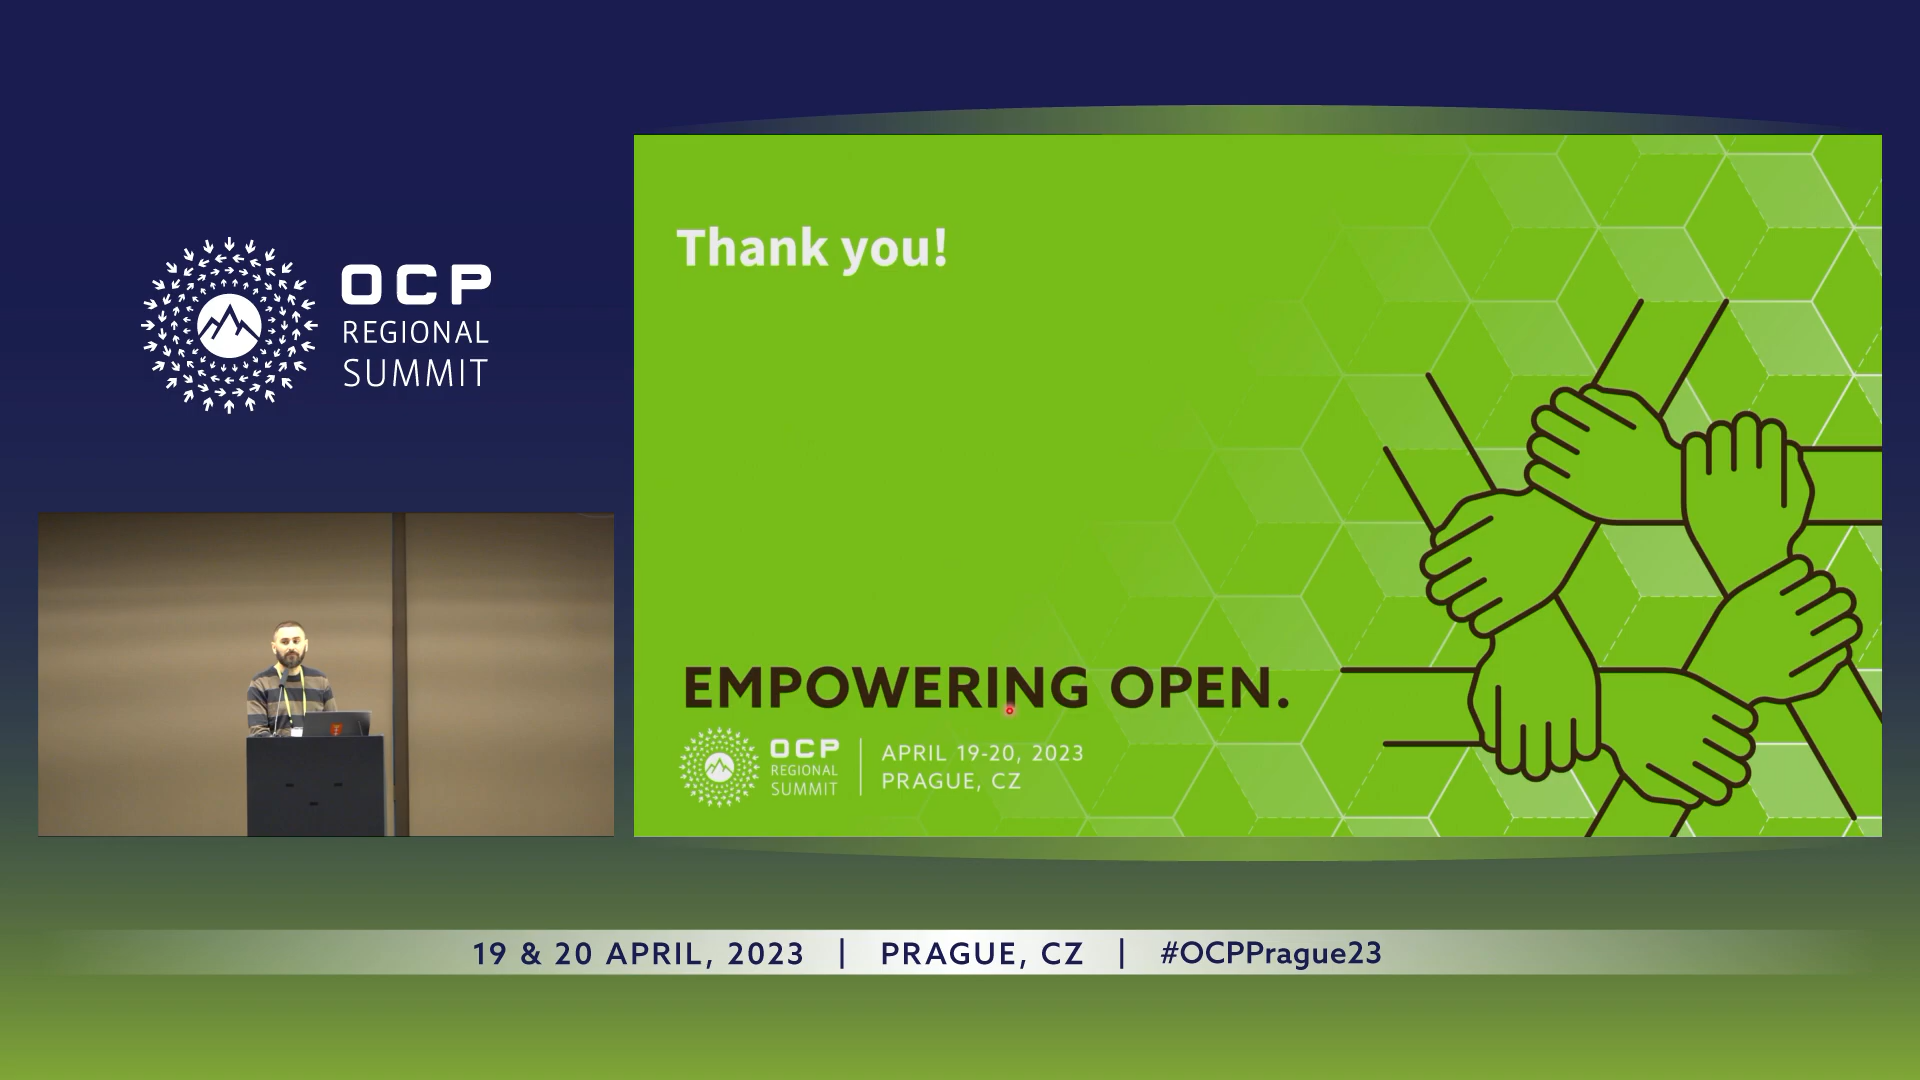 OCP
REGIONAL
SUMMIT
Thank you!
EMPOWERING OPEN.
OCP
REGIONAL
SUMMIT
APRIL 19-20, 2023
PRAGUE, CZ
19 & 20 APRIL, 2023 | PRAGUE, CZ | #OCPPrague23